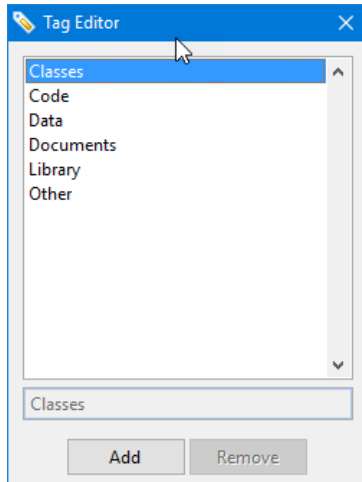 Tag Editor
Classes
Code
Data
Documents
Library
Other
Classes
Add Remove